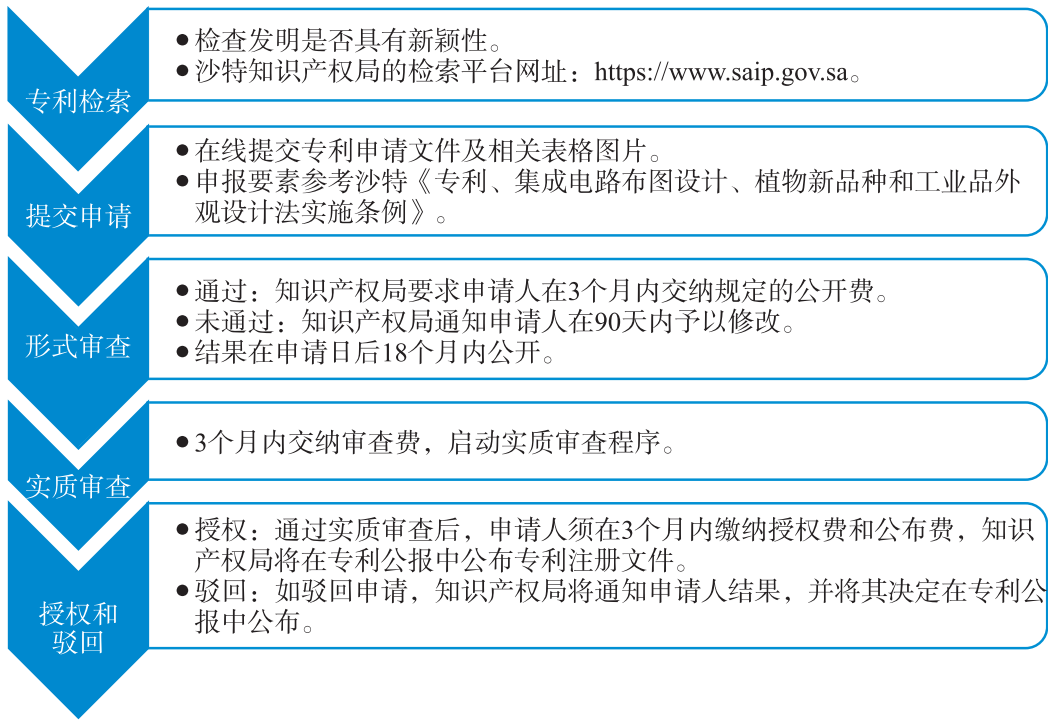 专利检索
●检查发明是否具有新颖性。
●沙特知识产权局的检索平台网址：https://www.saip.gov.sa。
提交申请
●在线提交专利申请文件及相关表格图片。
●申报要素参考沙特《专利、集成电路布图设计、植物新品种和工业品外
观设计法实施条例》。
形式审查
●通过：知识产权局要求申请人在3个月内交纳规定的公开费。
●未通过：知识产权局通知申请人在90天内予以修改。
●结果在申请日后18个月内公开。
实质审查
●3个月内交纳审查费，启动实质审查程序。
授权和
驳回
●授权：通过实质审查后，申请人须在3个月内缴纳授权费和公布费，知识
产权局将在专利公报中公布专利注册文件。
●驳回：如驳回申请，知识产权局将通知申请人结果，并将其决定在专利公
报中公布。